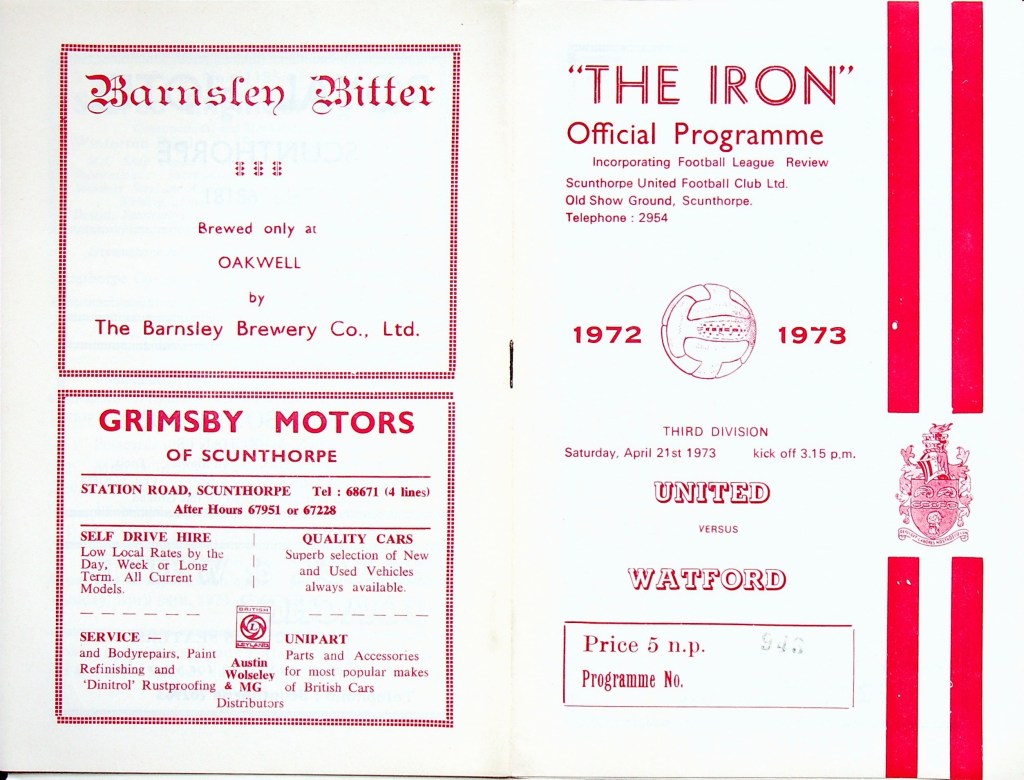 Barnsley Bitter
Brewed only at
OAKWELL
by
The Barnsley Brewery Co., Ltd.
GRIMSBY MOTORS
OF SCUNTHORPE
STATION ROAD, SCUNTHORPE Tel : 68671 (4 lines)
After Hours 67951 or 67228
SELF DRIVE HIRE
Low Local Rates by the
Day, Week or Long
Term. All Current
Models.
QUALITY CARS
Superb selection of New
and Used Vehicles
always available.
SERVICE —
and Bodyrepairs, Paint
Refinishing and
'Dinitrol' Rustproofing
BRITISH
L
LEYLAND
Austin
Wolseley
& MG
Distributors
UNIPART
Parts and Accessories
for most popular makes
of British Cars
"THE IRON"
Official Programme
Incorporating Football League Review
Scunthorpe United Football Club Ltd.
Old Show Ground, Scunthorpe.
Telephone : 2954
1972 1973
THIRD DIVISION
Saturday, April 21st 1973 kick off 3.15 p.m.
UNITED
VERSUS
WATFORD
Price 5 n.p.
Programme No.